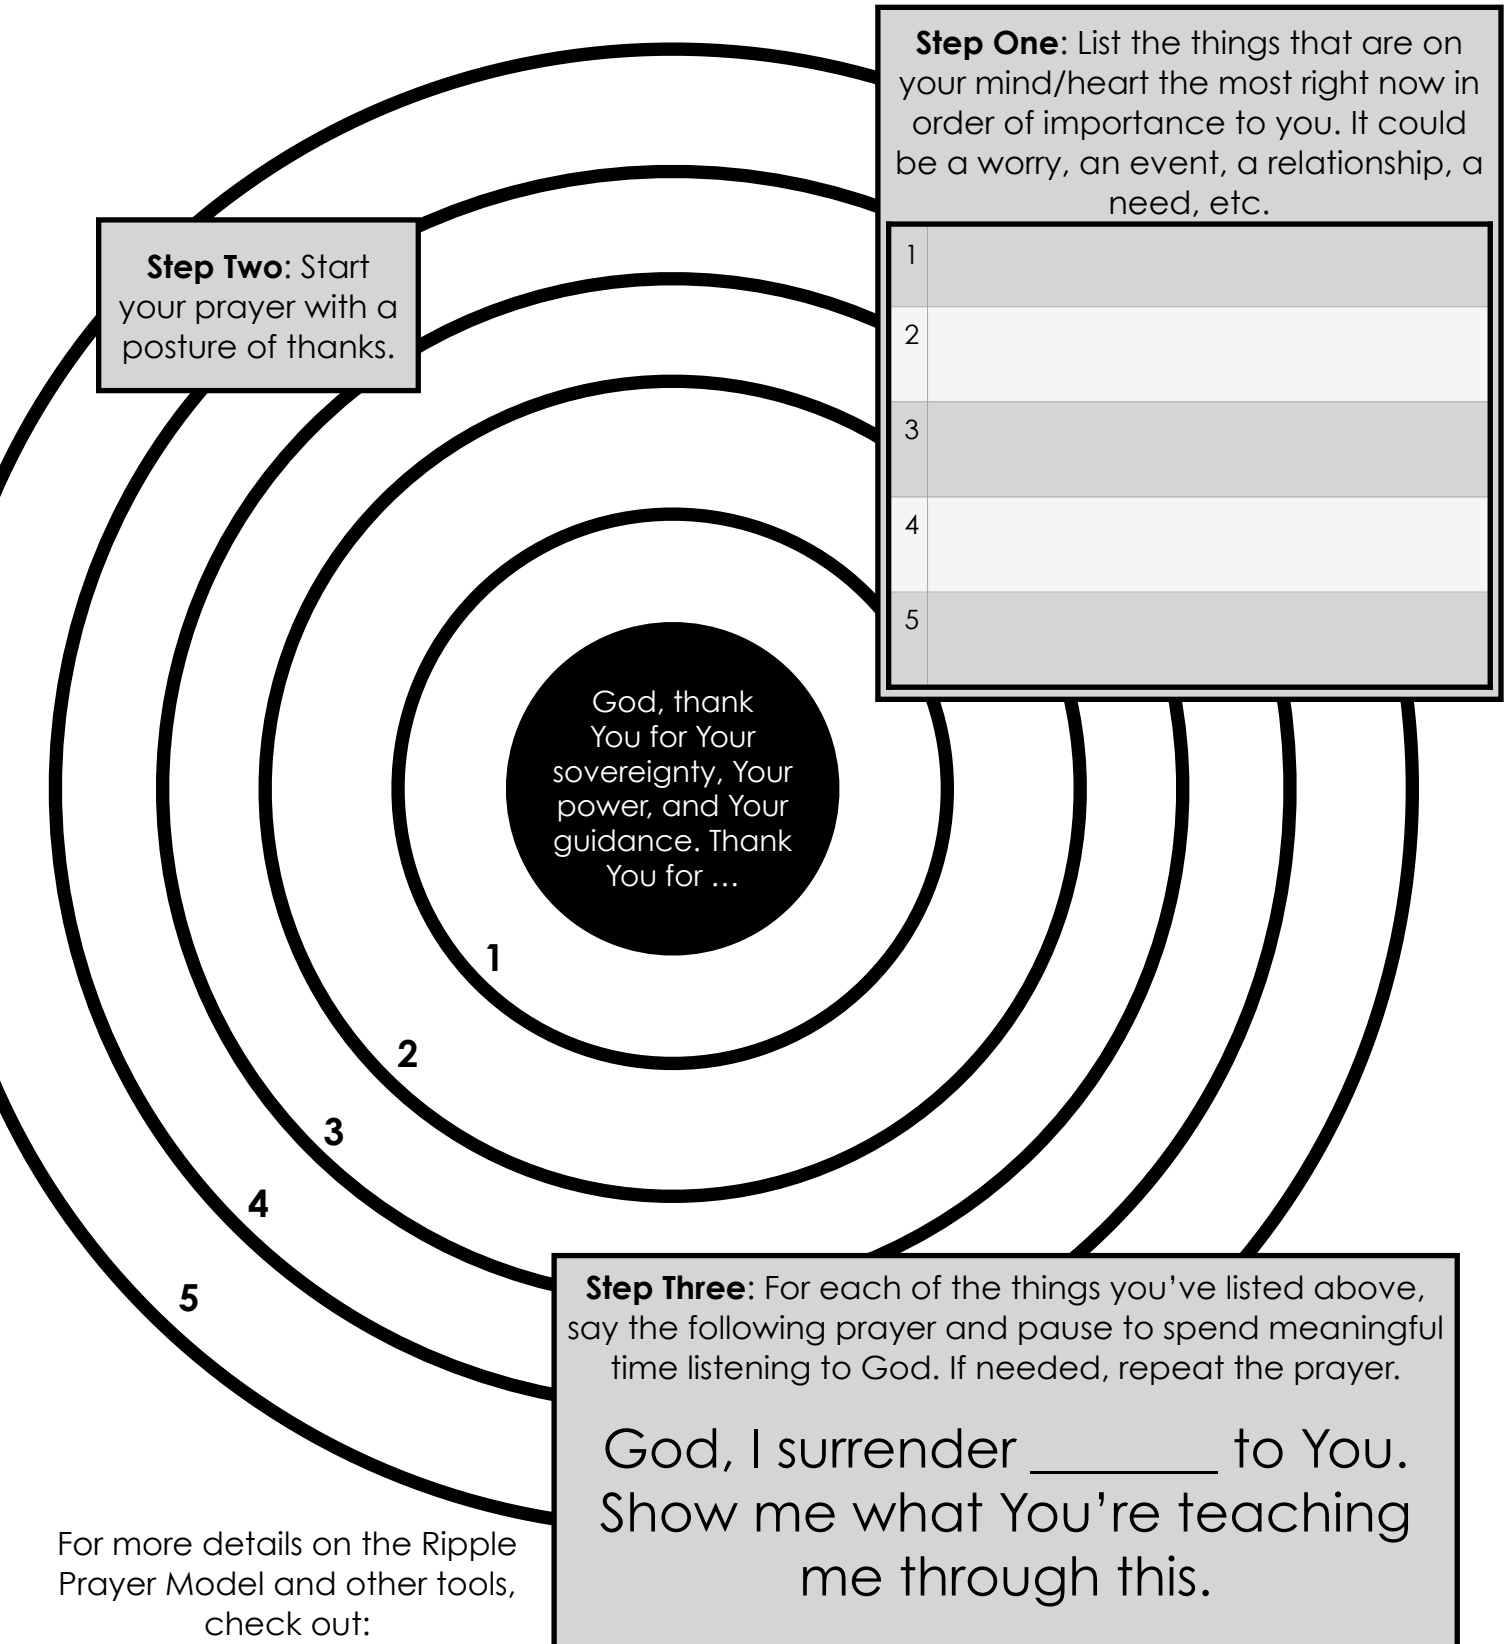 Step One: List the things that are on
your mind/heart the most right now in
order of importance to you. It could
be a worry, an event, a relationship, a
need, etc.
1
2
3
4
5
Step Two: Start
your prayer with a
posture of thanks.
God, thank
You for Your
sovereignty, Your
power, and Your
guidance. Thank
You for …
1
2
3
4
5
Step Three: For each of the things you’ve listed above,
say the following prayer and pause to spend meaningful
time listening to God. If needed, repeat the prayer.
God, I surrender _______ to You.
Show me what You’re teaching
me through this.
For more details on the Ripple
Prayer Model and other tools,
check out: